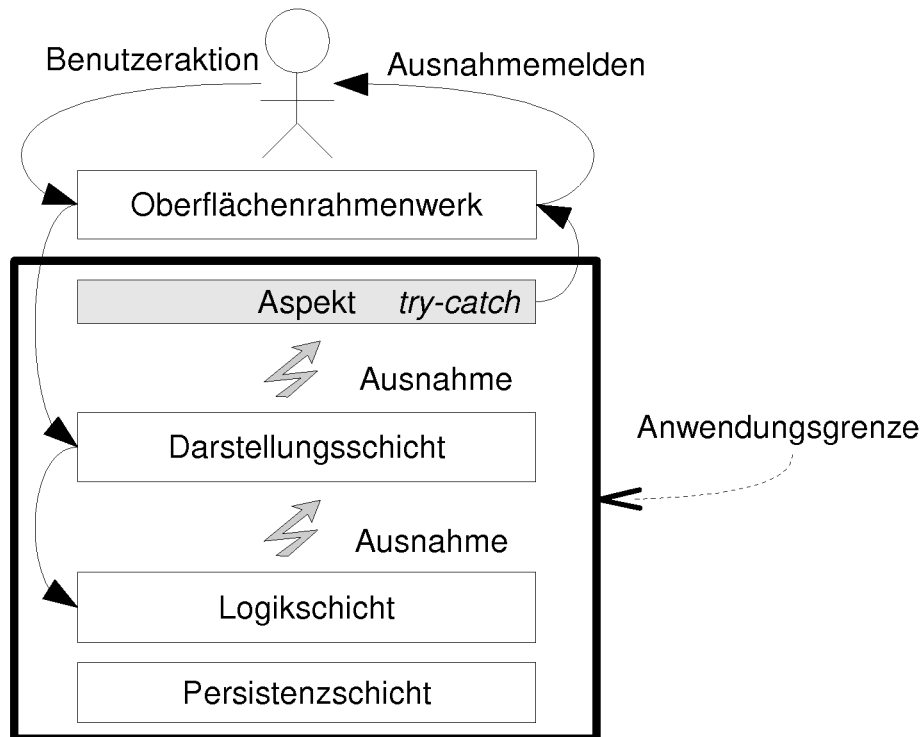 Benutzeraktion
Ausnahmemelden
Oberflächenrahmenwerk
Aspekt try-catch
Ausnahme
Darstellungsschicht
Anwendungsgrenze
Ausnahme
Logikschicht
Persistenzschicht